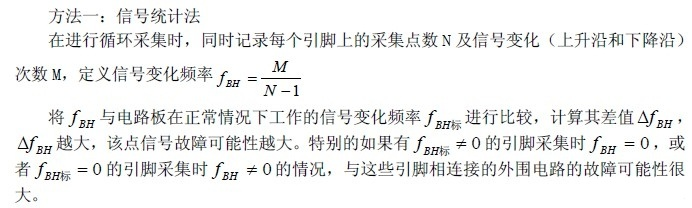 方法一：信号统计法
在进行循环采集时，同时记录每个引脚上的采集点数 N 及信号变化（上升沿和下降沿）
次数 M，定义信号变化频率 f_{BH} = \frac{M}{N-1}
将 f_{BH} 与电路板在正常情况下工作的信号变化频率 f_{BH标} 进行比较，计算其差值 Δf_{BH}，
Δf_{BH} 越大，该点信号故障可能性越大。特别的如果有 f_{BH标} ≠ 0 的引脚采集时 f_{BH} = 0，或
者 f_{BH标} = 0 的引脚采集时 f_{BH} ≠ 0 的情况，与这些引脚相连接的外围电路的故障可能性很
大。